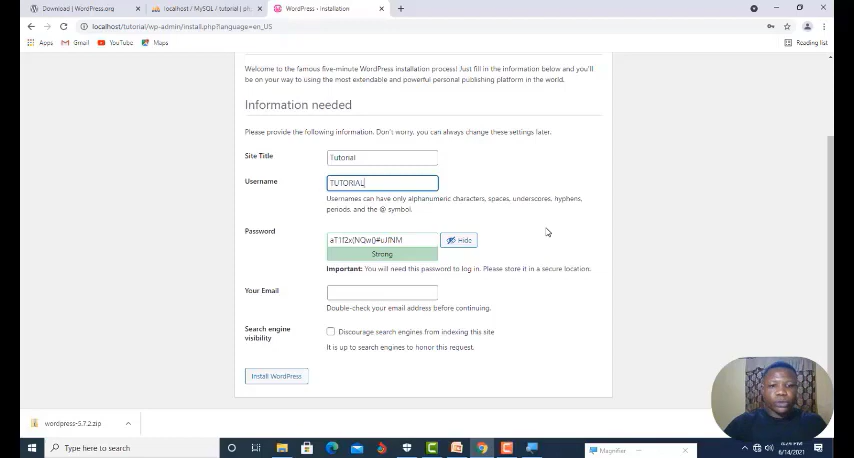 Download | WordPress.org
localhost / MySQL / tutorial | ph
WordPress › Installation
localhost/tutorial/wp-admin/install.php?language=en_US
Apps
Gmail
YouTube
Maps
Reading list
Welcome to the famous five-minute WordPress installation process! Just fill in the information below and you'll
be on your way to using the most extendable and powerful personal publishing platform in the world.
Information needed
Please provide the following information. Don't worry, you can always change these settings later.
Site Title
Tutorial
Username
TUTORIAL
Usernames can have only alphanumeric characters, spaces, underscores, hyphens,
periods, and the @ symbol.
Password
Hide
Strong
Important: You will need this password to log in. Please store it in a secure location.
Your Email
Double-check your email address before continuing.
Search engine
visibility
Discourage search engines from indexing this site
It is up to search engines to honor this request.
Install WordPress
wordpress-5.7.2.zip
Type here to search
Magnifier
6/14/2021